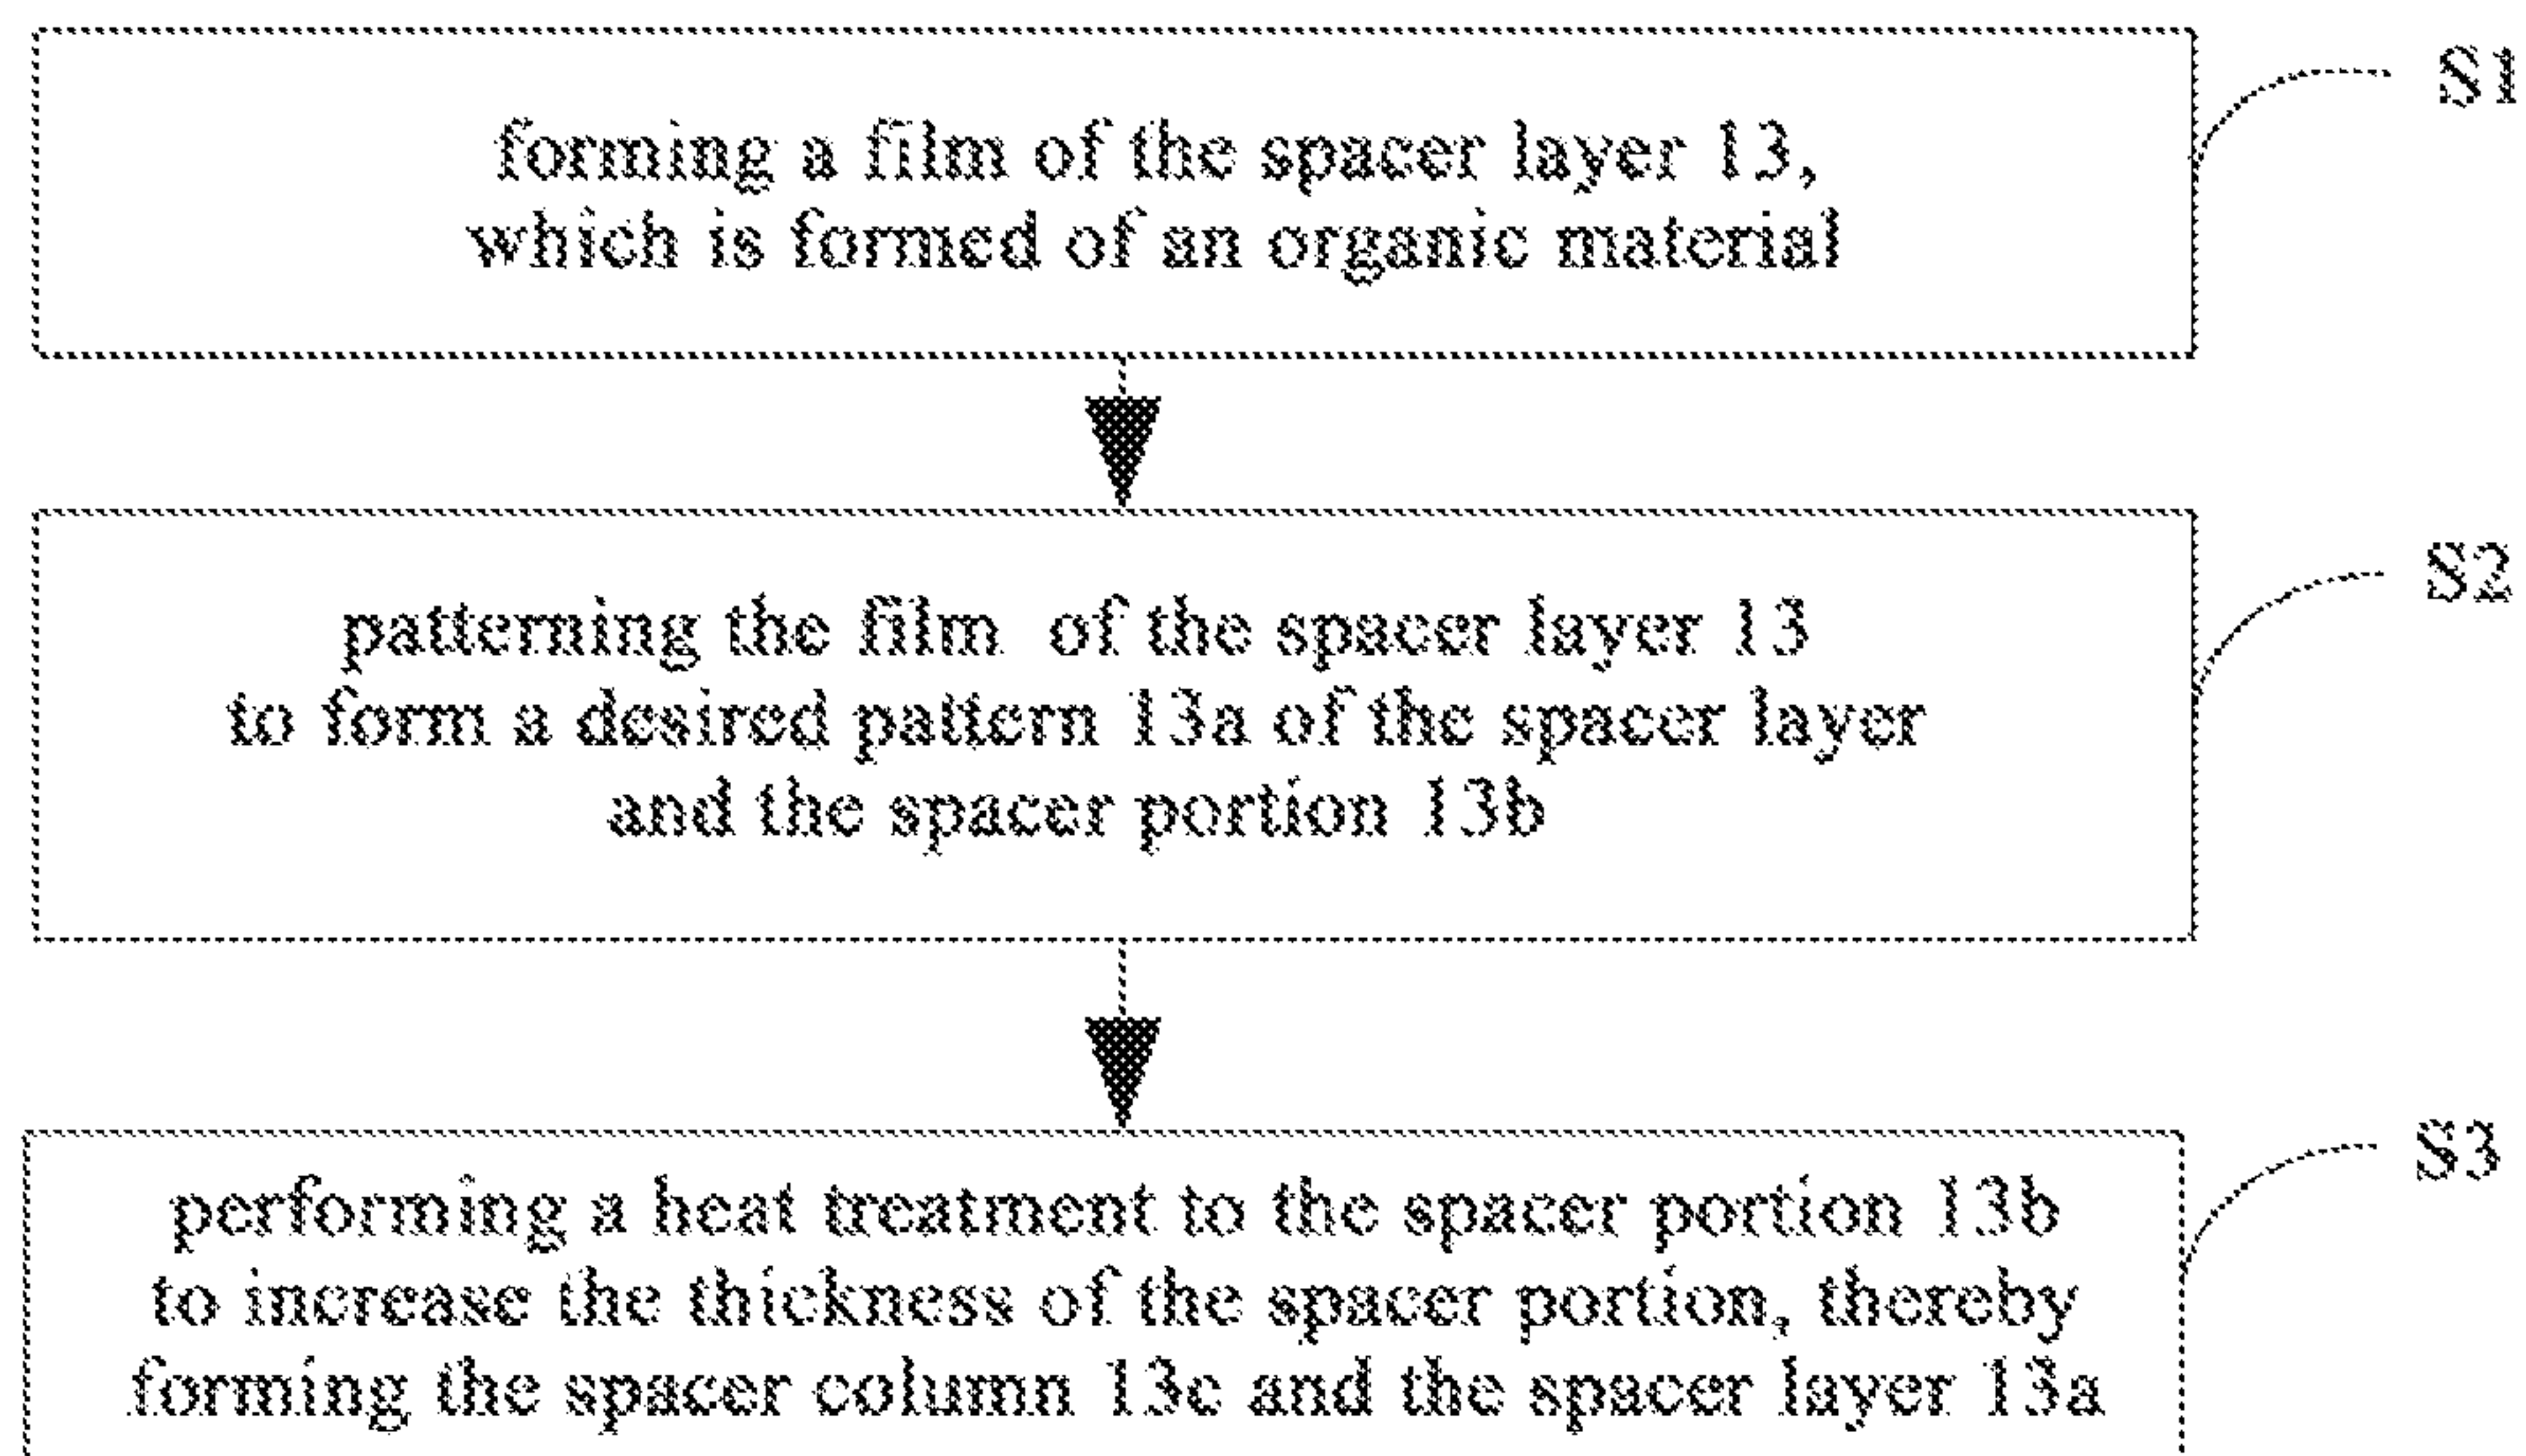 S1
forming a film of the spacer layer 13,
which is formed of an organic material
S2
patterning the film of the spacer layer 13
to form a desired pattern 13a of the spacer layer
and the spacer portion 13b
S3
performing a heat treatment to the spacer portion 13b
to increase the thickness of the spacer portion, thereby
forming the spacer column 13c and the spacer layer 13a